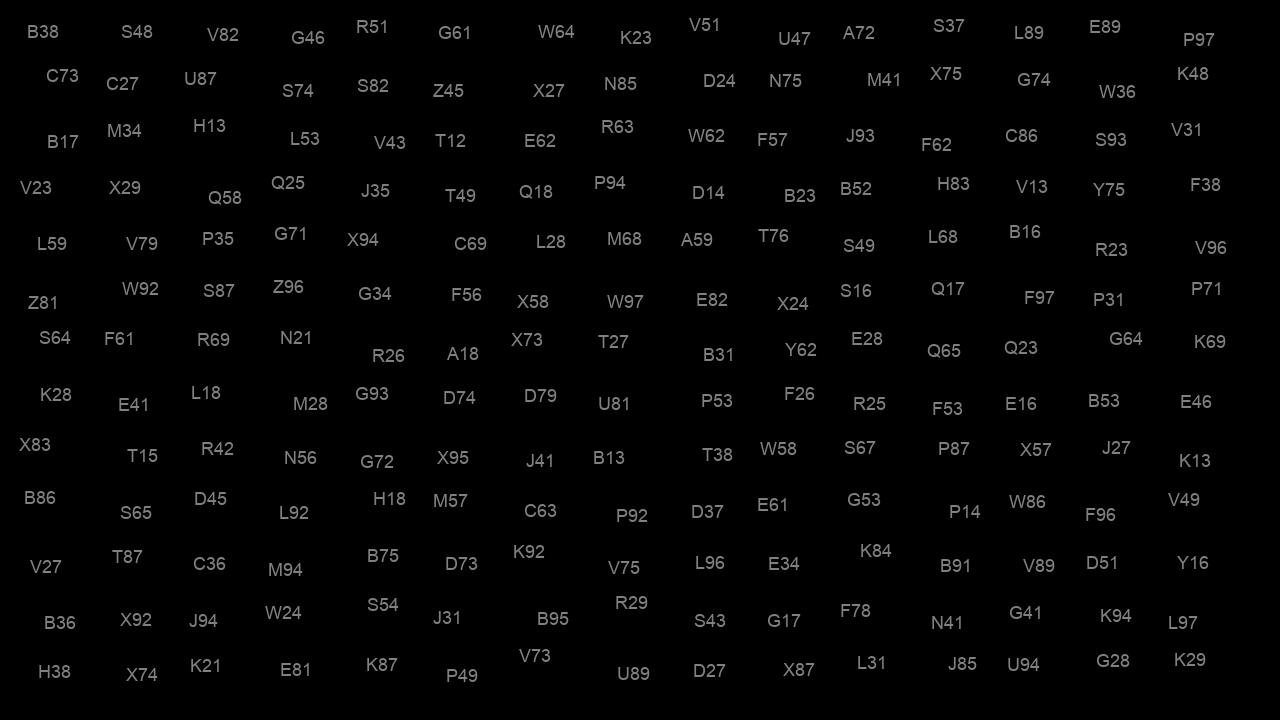 B38 S48 V82 G46 R51 G61 W64 K23 V51 U47 A72 S37 L89 E89 P97
C73 C27 U87 S74 S82 Z45 X27 N85 D24 N75 M41 X75 G74 W36 K48
B17 M34 H13 L53 V43 T12 E62 R63 W62 F57 J93 F62 C86 S93 V31
V23 X29 Q58 Q25 J35 T49 Q18 P94 D14 B23 B52 H83 V13 Y75 F38
L59 V79 P35 G71 X94 C69 L28 M68 A59 T76 S49 L68 B16 R23 V96
Z81 W92 S87 Z96 G34 F56 X58 W97 E82 X24 S16 Q17 F97 P31 P71
S64 F61 R69 N21 R26 A18 X73 T27 B31 Y62 E28 Q65 Q23 G64 K69
K28 E41 L18 M28 G93 D74 D79 U81 P53 F26 R25 F53 E16 B53 E46
X83 T15 R42 N56 G72 X95 J41 B13 T38 W58 S67 P87 X57 J27 K13
B86 S65 D45 L92 H18 M57 C63 P92 D37 E61 G53 P14 W86 F96 V49
V27 T87 C36 M94 B75 D73 K92 V75 L96 E34 K84 B91 V89 D51 Y16
B36 X92 J94 W24 S54 J31 B95 R29 S43 G17 F78 N41 G41 K94 L97
H38 X74 K21 E81 K87 P49 V73 U89 D27 X87 L31 J85 U94 G28 K29